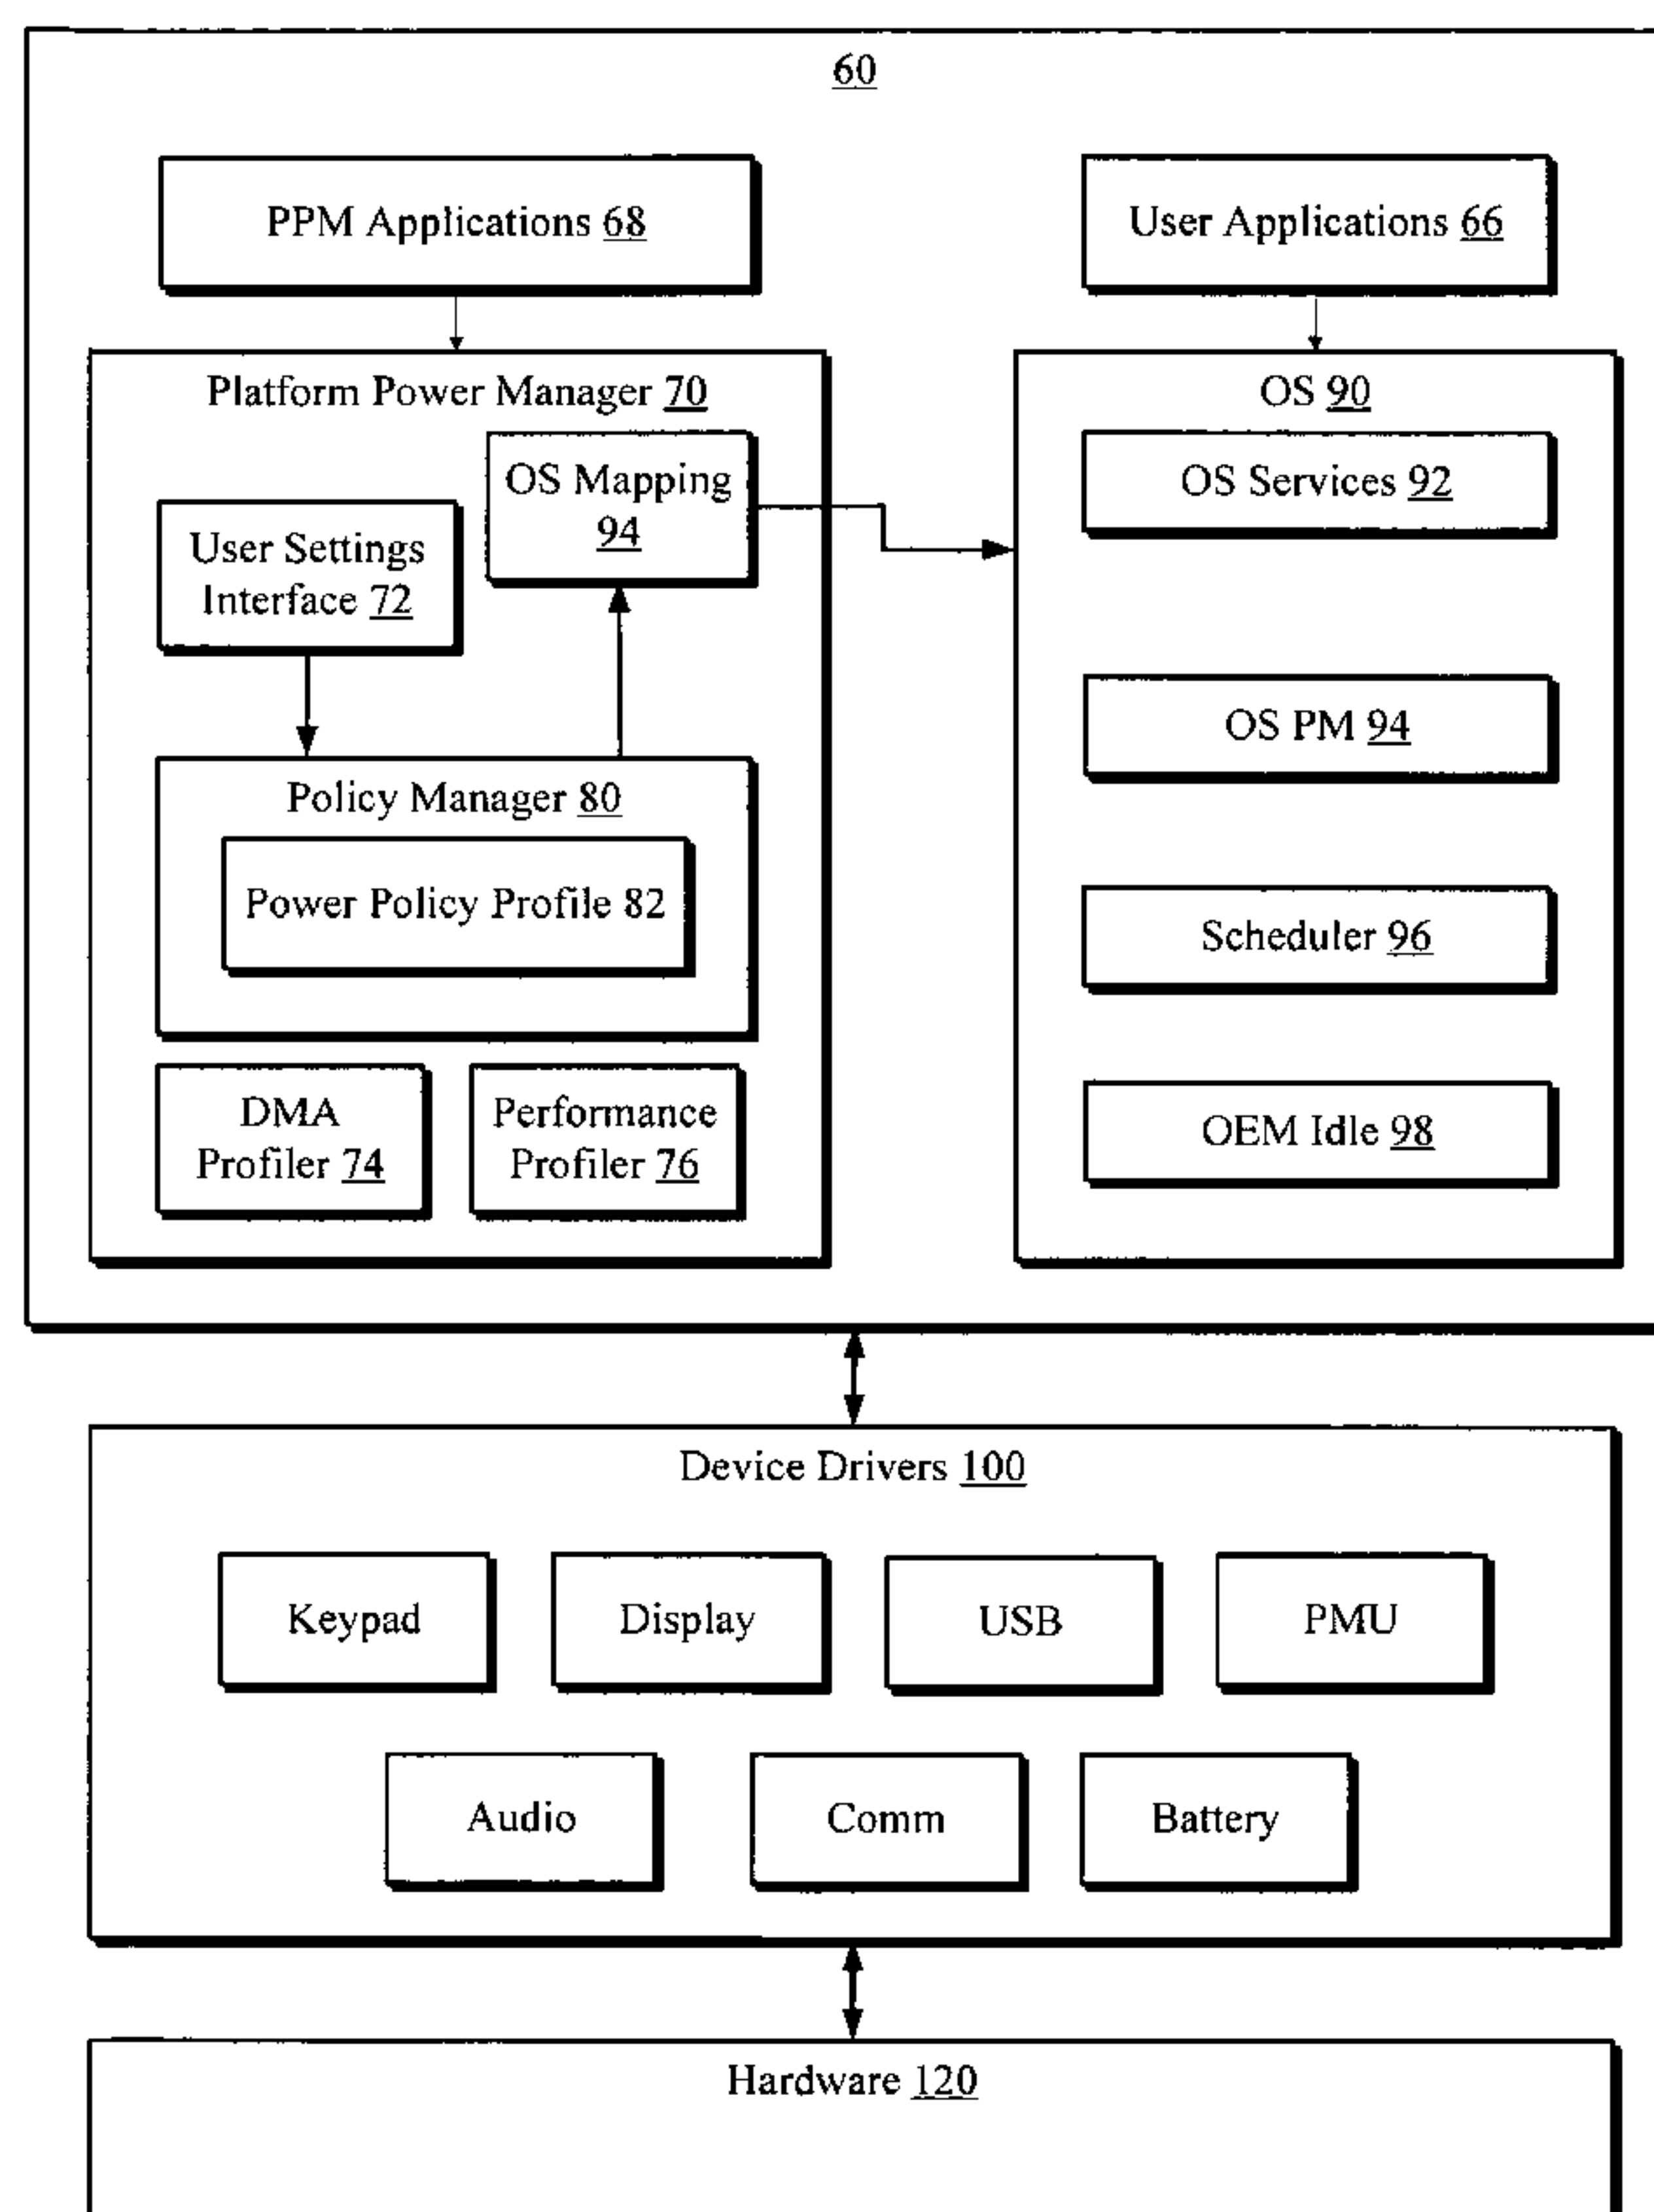 60
PPM Applications 68
User Applications 66
Platform Power Manager 70
OS Mapping
94
User Settings
Interface 72
Policy Manager 80
Power Policy Profile 82
DMA
Profiler 74
Performance
Profiler 76
OS 90
OS Services 92
OS PM 94
Scheduler 96
OEM Idle 98
Device Drivers 100
Keypad
Display
USB
PMU
Audio
Comm
Battery
Hardware 120